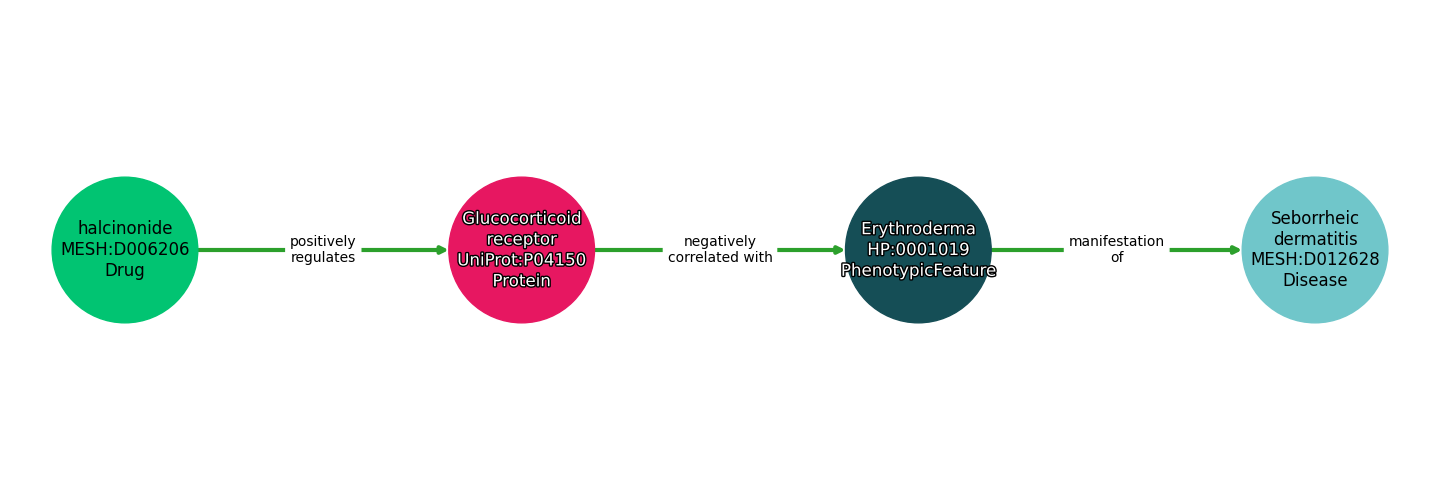 halcinonide
MESH:D006206
Drug
positively
regulates
Glucocorticoid
receptor
UniProt:P04150
Protein
negatively
correlated with
Erythroderma
HP:0001019
PhenotypicFeature
manifestation
of
Seborrheic
dermatitis
MESH:D012628
Disease